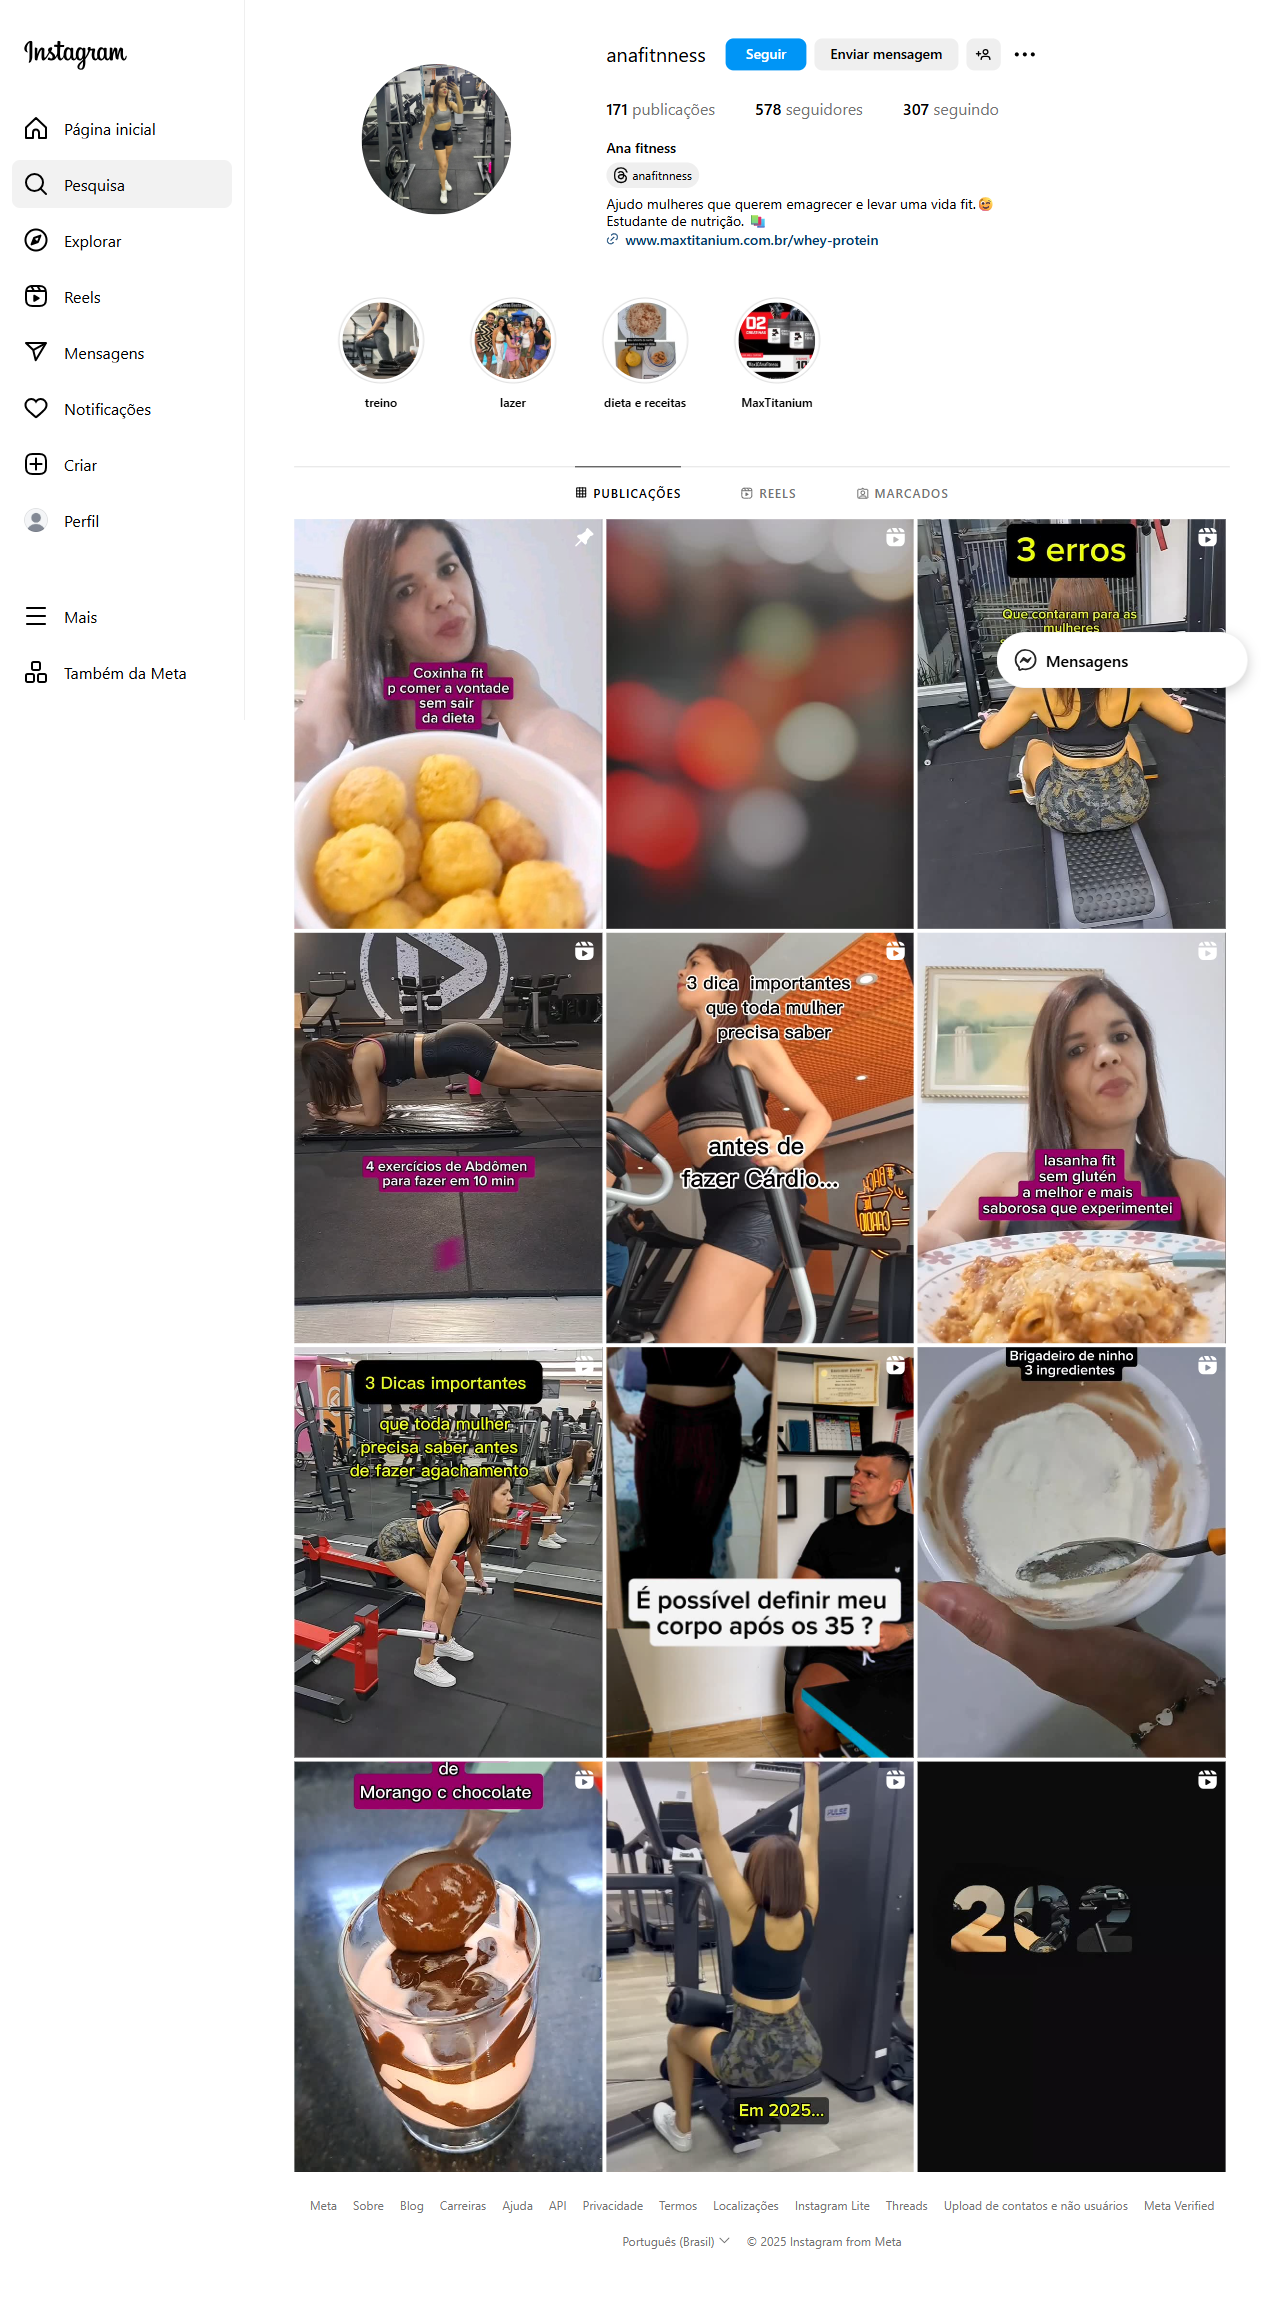 Instagram
Página inicial
Pesquisa
Explorar
Reels
Mensagens
Notificações
Criar
Perfil
Mais
Também da Meta
anafitnness
Seguir
Enviar mensagem
171 publicações
578 seguidores
307 seguindo
Ana fitness
anafitnness
Ajudo mulheres que querem emagrecer e levar uma vida fit.😉
Estudante de nutrição. 📚
www.maxtitanium.com.br/whey-protein
treino
lazer
dieta e receitas
MaxTitanium
PUBLICAÇÕES
REELS
MARCADOS
Coxinha fit
p comer a vontade
sem sair
da dieta
3 erros
Que contaram para as
mulheres
Mensagens
4 exercícios de Abdômen
para fazer em 10 min
3 dica importantes
que toda mulher
precisa saber
antes de
fazer Cárdio...
lasanha fit
sem glutén
a melhor e mais
saborosa que experimentei
3 Dicas importantes
que toda mulher
precisa saber antes
de fazer agachamento
É possível definir meu
corpo após os 35 ?
Brigadeiro de ninho
3 ingredientes
de
Morango c chocolate
PULSE
Em 2025...
202
Meta
Sobre
Blog
Carreiras
Ajuda
API
Privacidade
Termos
Localizações
Instagram Lite
Threads
Upload de contatos e não usuários
Meta Verified
Português (Brasil)
© 2025 Instagram from Meta